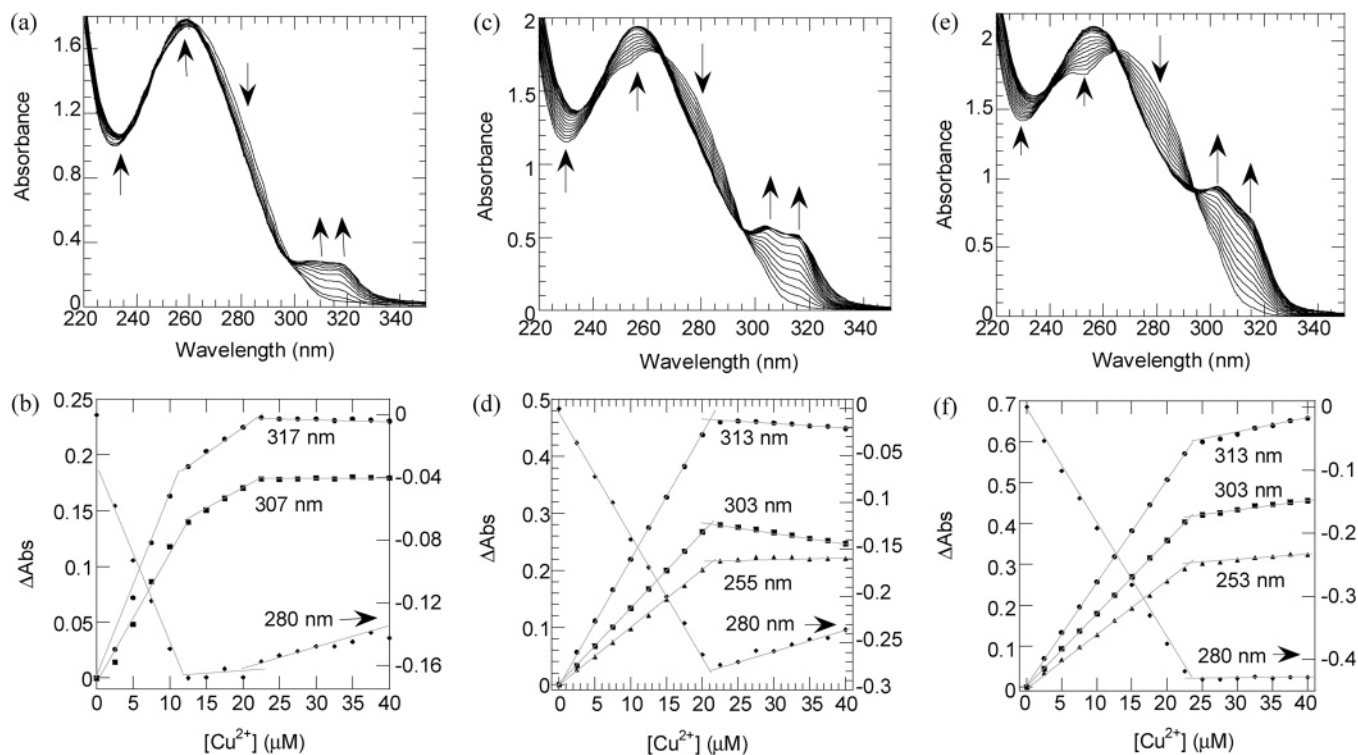 (a)
Absorbance
1.6
1.2
0.8
0.4
0
220 240 260 280 300 320 340
Wavelength (nm)
(c)
Absorbance
2
1.5
1
0.5
0
220 240 260 280 300 320 340
Wavelength (nm)
(e)
Absorbance
2
1.5
1
0.5
0
220 240 260 280 300 320 340
Wavelength (nm)
(b)
ΔAbs
0.25
0.20
0.15
0.10
0.05
0
317 nm
307 nm
280 nm
0
-0.04
-0.08
-0.12
-0.16
0 5 10 15 20 25 30 35 40
[Cu2+] (μM)
(d)
ΔAbs
0.5
0.4
0.3
0.2
0.1
0
313 nm
303 nm
255 nm
280 nm
0
-0.05
-0.1
-0.15
-0.2
-0.25
-0.3
0 5 10 15 20 25 30 35 40
[Cu2+] (μM)
(f)
ΔAbs
0.7
0.6
0.5
0.4
0.3
0.2
0.1
0
313 nm
303 nm
253 nm
280 nm
0
-0.1
-0.2
-0.3
-0.4
0 5 10 15 20 25 30 35 40
[Cu2+] (μM)